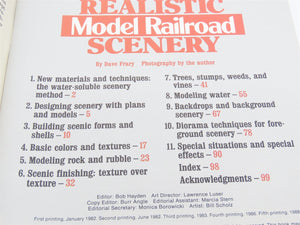 REALISTIC
Model Railroad
SCENERY
By Dave Frary Photography by the author
1. New materials and techniques:
the water-soluble scenery
method – 2
2. Designing scenery with plans
and models – 5
3. Building scenic forms and
shells – 10
4. Basic colors and textures – 17
5. Modeling rock and rubble – 23
6. Scenic finishing: texture over
texture – 32
7. Trees, stumps, weeds, and
vines – 41
8. Modeling water – 55
9. Backdrops and background
scenery – 67
10. Diorama techniques for fore-
ground scenery – 78
11. Special situations and special
effects – 90
Index – 98
Acknowledgments – 99
Editor: Bob Hayden Art Director: Lawrence Luser
Copy Editor: Burr Angle Editorial Assistant: Marcia Stern
Editorial Secretary: Monica Borowicki Artist: Bill Scholz
First printing, January 1982. Second printing, June 1982. Third printing, 1983. Fourth printing, 1984. Fifth printing, 1986. Sixth printing, 1988